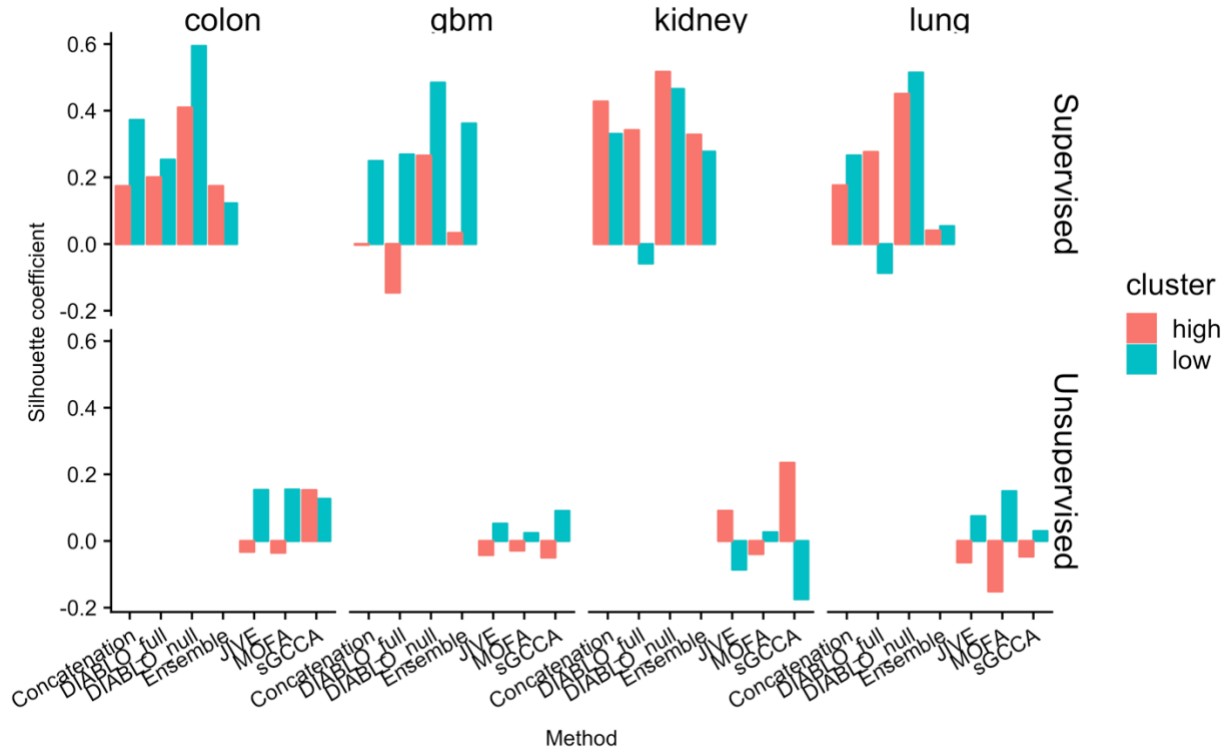 colon gbm kidney lung
Silhouette coefficient
0.6
0.4
0.2
0.0
-0.2
Supervised
0.6
0.4
0.2
0.0
-0.2
Unsupervised
cluster
high
low
Concatenation DIABLO_full DIABLO_null Ensemble JIVE MOFA sGCCA
Concatenation DIABLO_full DIABLO_null Ensemble JIVE MOFA sGCCA
Concatenation DIABLO_full DIABLO_null Ensemble JIVE MOFA sGCCA
Concatenation DIABLO_full DIABLO_null Ensemble JIVE MOFA sGCCA
Method